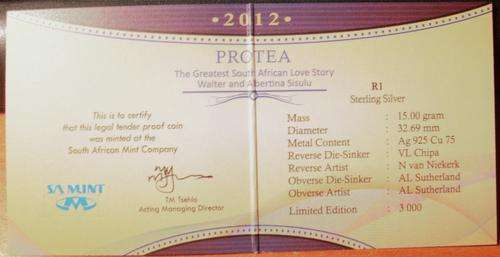 •2012•
PROTEA
The Greatest South African Love Story
Walter and Albertina Sisulu
This is to certify
that this legal tender proof coin
was minted at the
South African Mint Company
SA MINT
TM Tsehlo
Acting Managing Director
R1
Sterling Silver
Mass : 15.00 gram
Diameter : 32.69 mm
Metal Content : Ag 925 Cu 75
Reverse Die-Sinker : VL Chipa
Reverse Artist : N van Niekerk
Obverse Die-Sinker : AL Sutherland
Obverse Artist : AL Sutherland
Limited Edition : 3 000